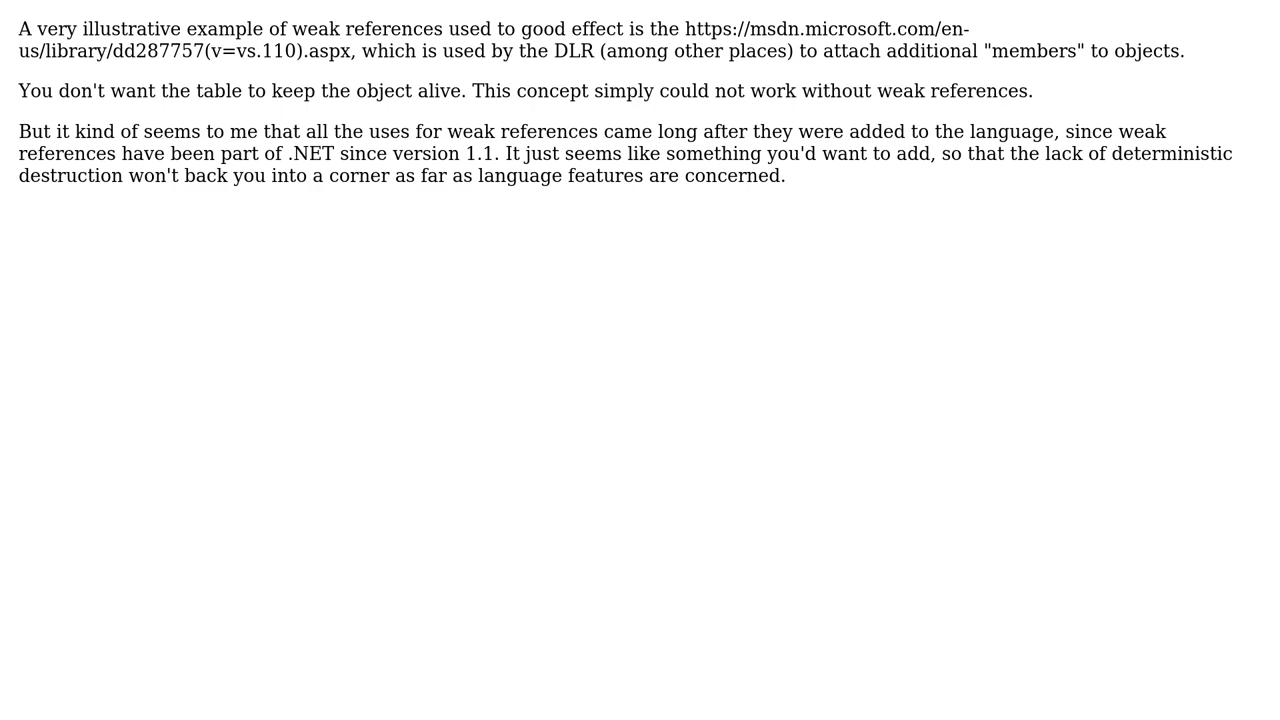 A very illustrative example of weak references used to good effect is the https://msdn.microsoft.com/en-
us/library/dd287757(v=vs.110).aspx, which is used by the DLR (among other places) to attach additional "members" to objects.
You don't want the table to keep the object alive. This concept simply could not work without weak references.
But it kind of seems to me that all the uses for weak references came long after they were added to the language, since weak
references have been part of .NET since version 1.1. It just seems like something you'd want to add, so that the lack of deterministic
destruction won't back you into a corner as far as language features are concerned.